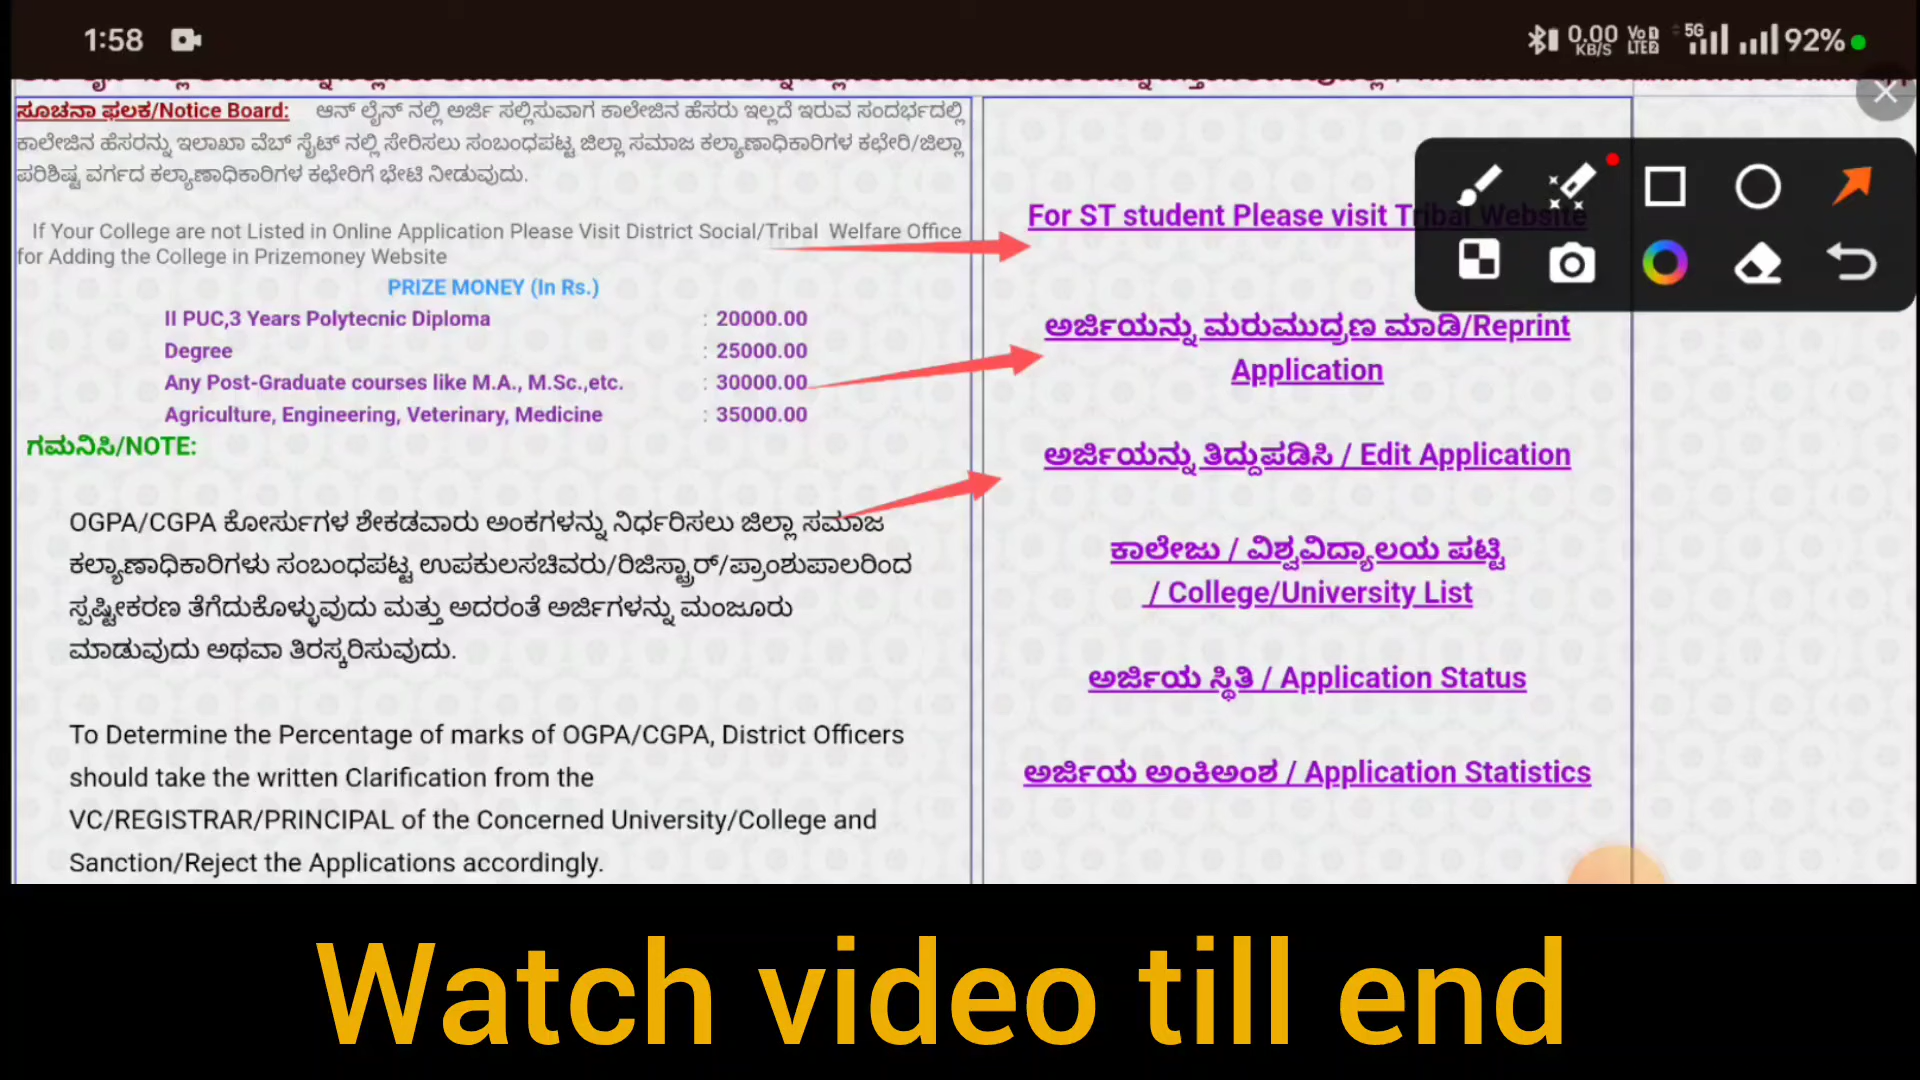 1:58
0.00 KB/S Vo LTE 5G 92%
ಸೂಚನಾ ಫಲಕ/Notice Board: ಆನ್ ಲೈನ್ ನಲ್ಲಿ ಅರ್ಜಿ ಸಲ್ಲಿಸುವಾಗ ಕಾಲೇಜಿನ ಹೆಸರು ಇಲ್ಲದೆ ಇರುವ ಸಂದರ್ಭದಲ್ಲಿ
ಕಾಲೇಜಿನ ಹೆಸರನ್ನು ಇಲಾಖಾ ವೆಬ್ ಸೈಟ್ ನಲ್ಲಿ ಸೇರಿಸಲು ಸಂಬಂಧಪಟ್ಟ ಜಿಲ್ಲಾ ಸಮಾಜ ಕಲ್ಯಾಣಾಧಿಕಾರಿಗಳ ಕಛೇರಿ/ಜಿಲ್ಲಾ
ಪರಿಶಿಷ್ಟ ವರ್ಗದ ಕಲ್ಯಾಣಾಧಿಕಾರಿಗಳ ಕಛೇರಿಗೆ ಭೇಟಿ ನೀಡುವುದು.
If Your College are not Listed in Online Application Please Visit District Social/Tribal Welfare Office
for Adding the College in Prizemoney Website
PRIZE MONEY (In Rs.)
II PUC,3 Years Polytecnic Diploma : 20000.00
Degree : 25000.00
Any Post-Graduate courses like M.A., M.Sc.,etc. : 30000.00
Agriculture, Engineering, Veterinary, Medicine : 35000.00
ಗಮನಿಸಿ/NOTE:
OGPA/CGPA ಕೋರ್ಸುಗಳ ಶೇಕಡವಾರು ಅಂಕಗಳನ್ನು ನಿರ್ಧರಿಸಲು ಜಿಲ್ಲಾ ಸಮಾಜ
ಕಲ್ಯಾಣಾಧಿಕಾರಿಗಳು ಸಂಬಂಧಪಟ್ಟ ಉಪಕುಲಸಚಿವರು/ರಿಜಿಸ್ಟ್ರಾರ್/ಪ್ರಾಂಶುಪಾಲರಿಂದ
ಸ್ಪಷ್ಟೀಕರಣ ತೆಗೆದುಕೊಳ್ಳುವುದು ಮತ್ತು ಅದರಂತೆ ಅರ್ಜಿಗಳನ್ನು ಮಂಜೂರು
ಮಾಡುವುದು ಅಥವಾ ತಿರಸ್ಕರಿಸುವುದು.
To Determine the Percentage of marks of OGPA/CGPA, District Officers
should take the written Clarification from the
VC/REGISTRAR/PRINCIPAL of the Concerned University/College and
Sanction/Reject the Applications accordingly.
For ST student Please visit Tribal Website
ಅರ್ಜಿಯನ್ನು ಮರುಮುದ್ರಣ ಮಾಡಿ/Reprint
Application
ಅರ್ಜಿಯನ್ನು ತಿದ್ದುಪಡಿಸಿ / Edit Application
ಕಾಲೇಜು / ವಿಶ್ವವಿದ್ಯಾಲಯ ಪಟ್ಟಿ
/ College/University List
ಅರ್ಜಿಯ ಸ್ಥಿತಿ / Application Status
ಅರ್ಜಿಯ ಅಂಕಿಅಂಶ / Application Statistics
Watch video till end